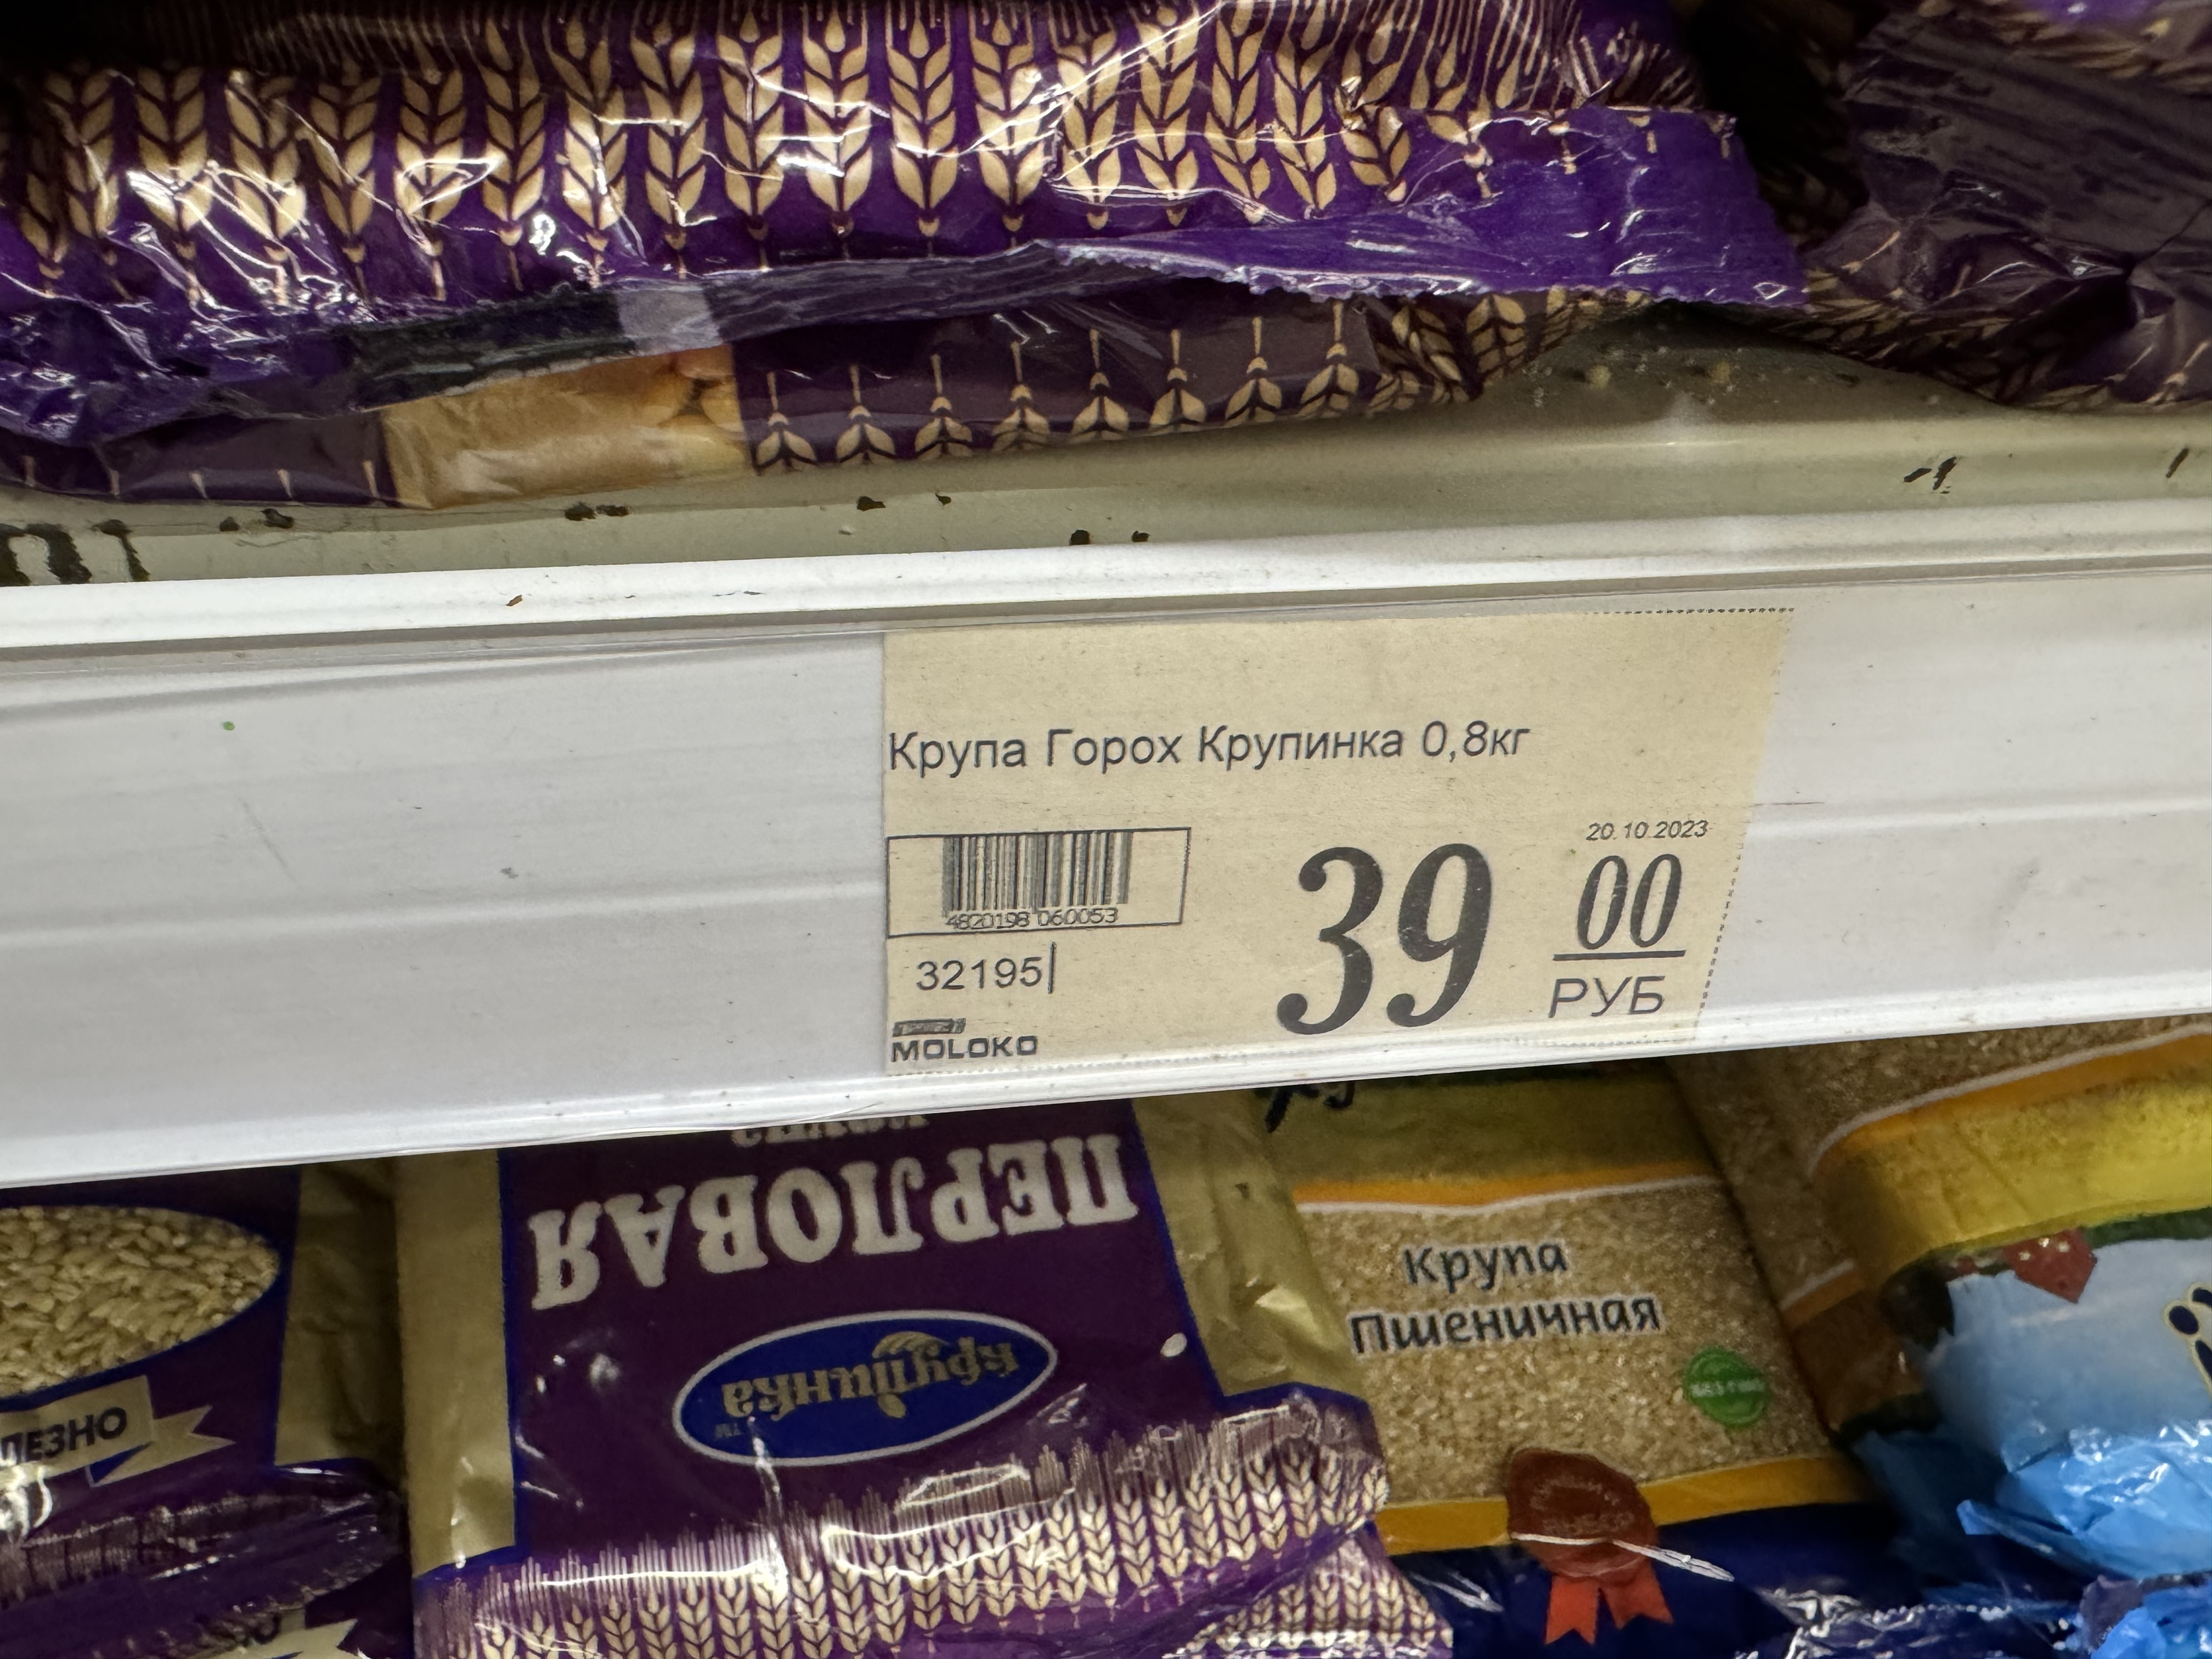 Крупа Горох Крупинка 0,8кг
20.10.2023
4820198 060053
39
00
РУБ
32195
MOLOKO
ПЕРЛОВАЯ
крупинка
TM
Крупа
Пшеничная
ЛЕЗНО